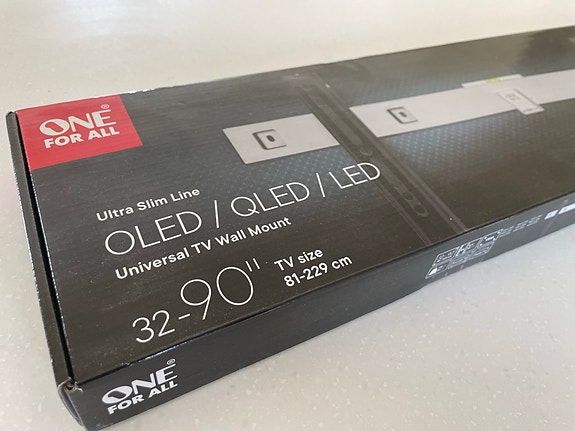 ONE®
FOR ALL
Ultra Slim Line
OLED / QLED / LED
Universal TV Wall Mount
32-90"
TV size
81-229 cm
ONE®
FOR ALL